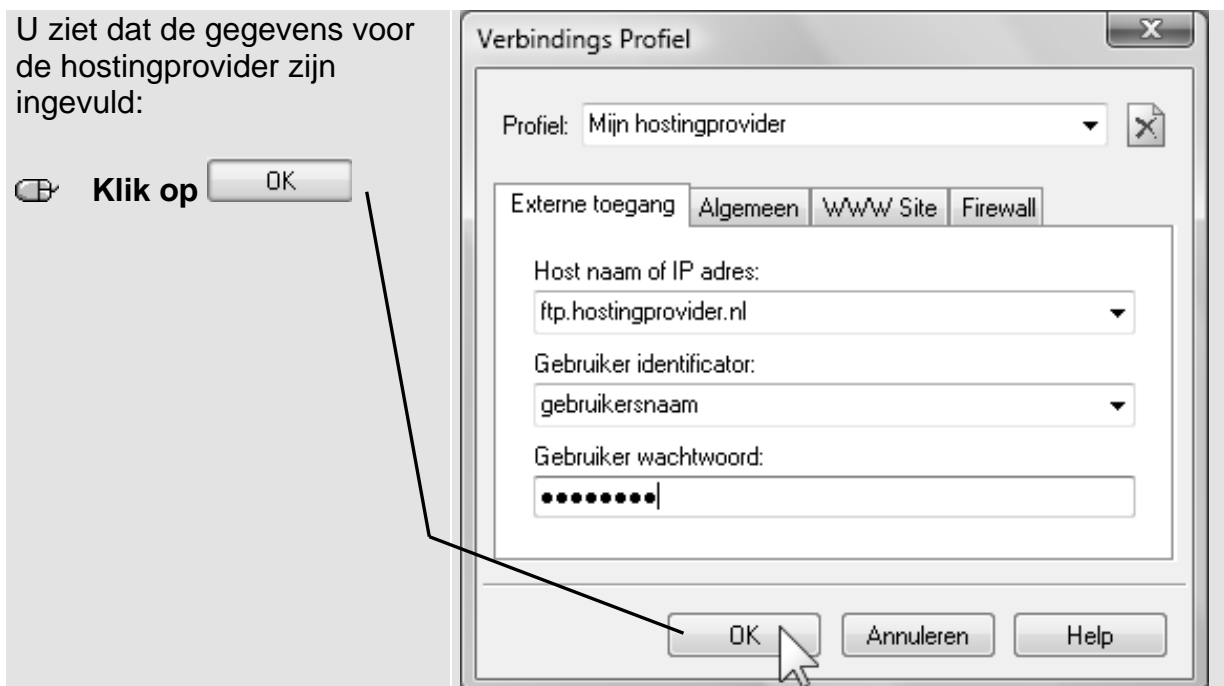 U ziet dat de gegevens voor
de hostingprovider zijn
ingevuld:
Klik op OK
Verbindings Profiel
Profiel: Mijn hostingprovider
Externe toegang Algemeen WWW Site Firewall
Host naam of IP adres:
ftp.hostingprovider.nl
Gebruiker identificator:
gebruikersnaam
Gebruiker wachtwoord:
●●●●●●●●
OK Annuleren Help